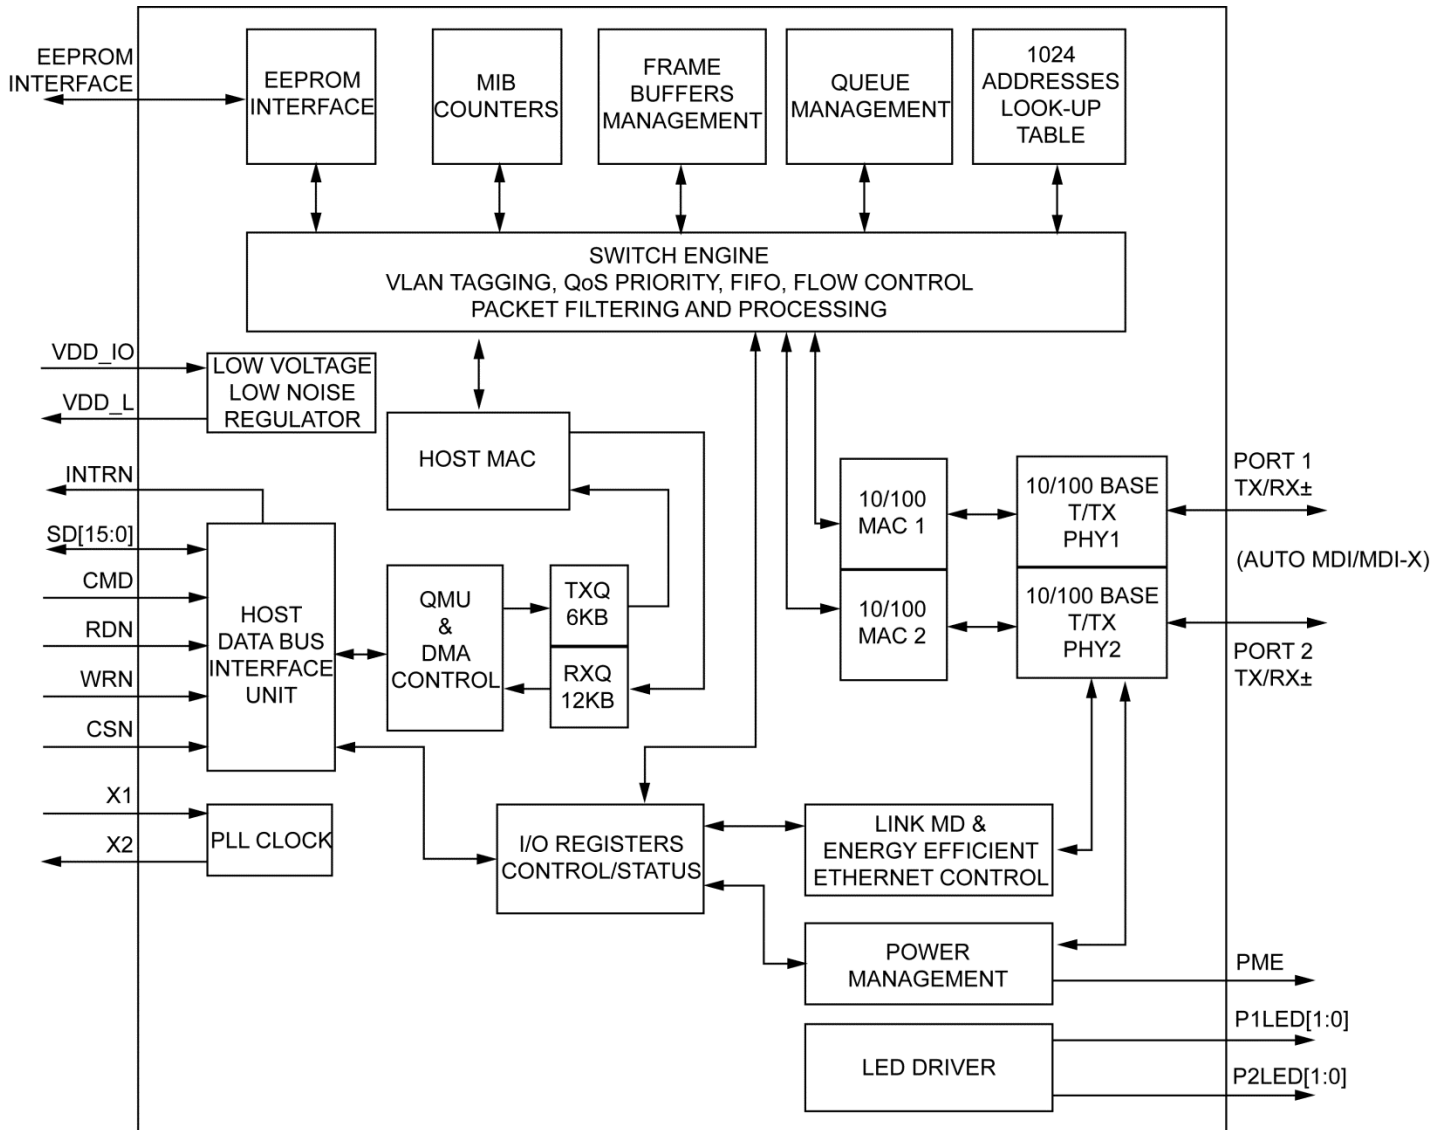 EEPROM
INTERFACE
EEPROM
INTERFACE
MIB
COUNTERS
FRAME
BUFFERS
MANAGEMENT
QUEUE
MANAGEMENT
1024
ADDRESSES
LOOK-UP
TABLE
SWITCH ENGINE
VLAN TAGGING, QoS PRIORITY, FIFO, FLOW CONTROL
PACKET FILTERING AND PROCESSING
VDD_IO
VDD_L
LOW VOLTAGE
LOW NOISE
REGULATOR
HOST MAC
INTRN
SD[15:0]
CMD
RDN
WRN
CSN
HOST
DATA BUS
INTERFACE
UNIT
QMU
&
DMA
CONTROL
TXQ
6KB
RXQ
12KB
10/100
MAC 1
10/100
MAC 2
10/100 BASE
T/TX
PHY1
10/100 BASE
T/TX
PHY2
PORT 1
TX/RX±
(AUTO MDI/MDI-X)
PORT 2
TX/RX±
X1
X2
PLL CLOCK
I/O REGISTERS
CONTROL/STATUS
LINK MD &
ENERGY EFFICIENT
ETHERNET CONTROL
POWER
MANAGEMENT
PME
LED DRIVER
P1LED[1:0]
P2LED[1:0]